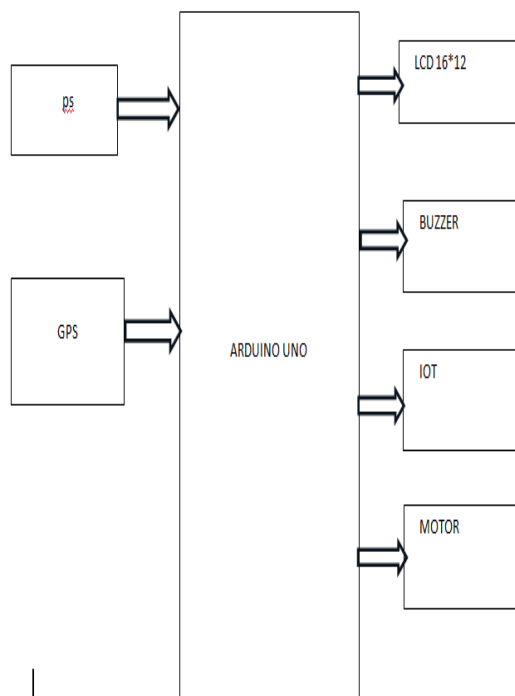 LCD 16*12
ps
BUZZER
GPS
ARDUINO UNO
IOT
MOTOR